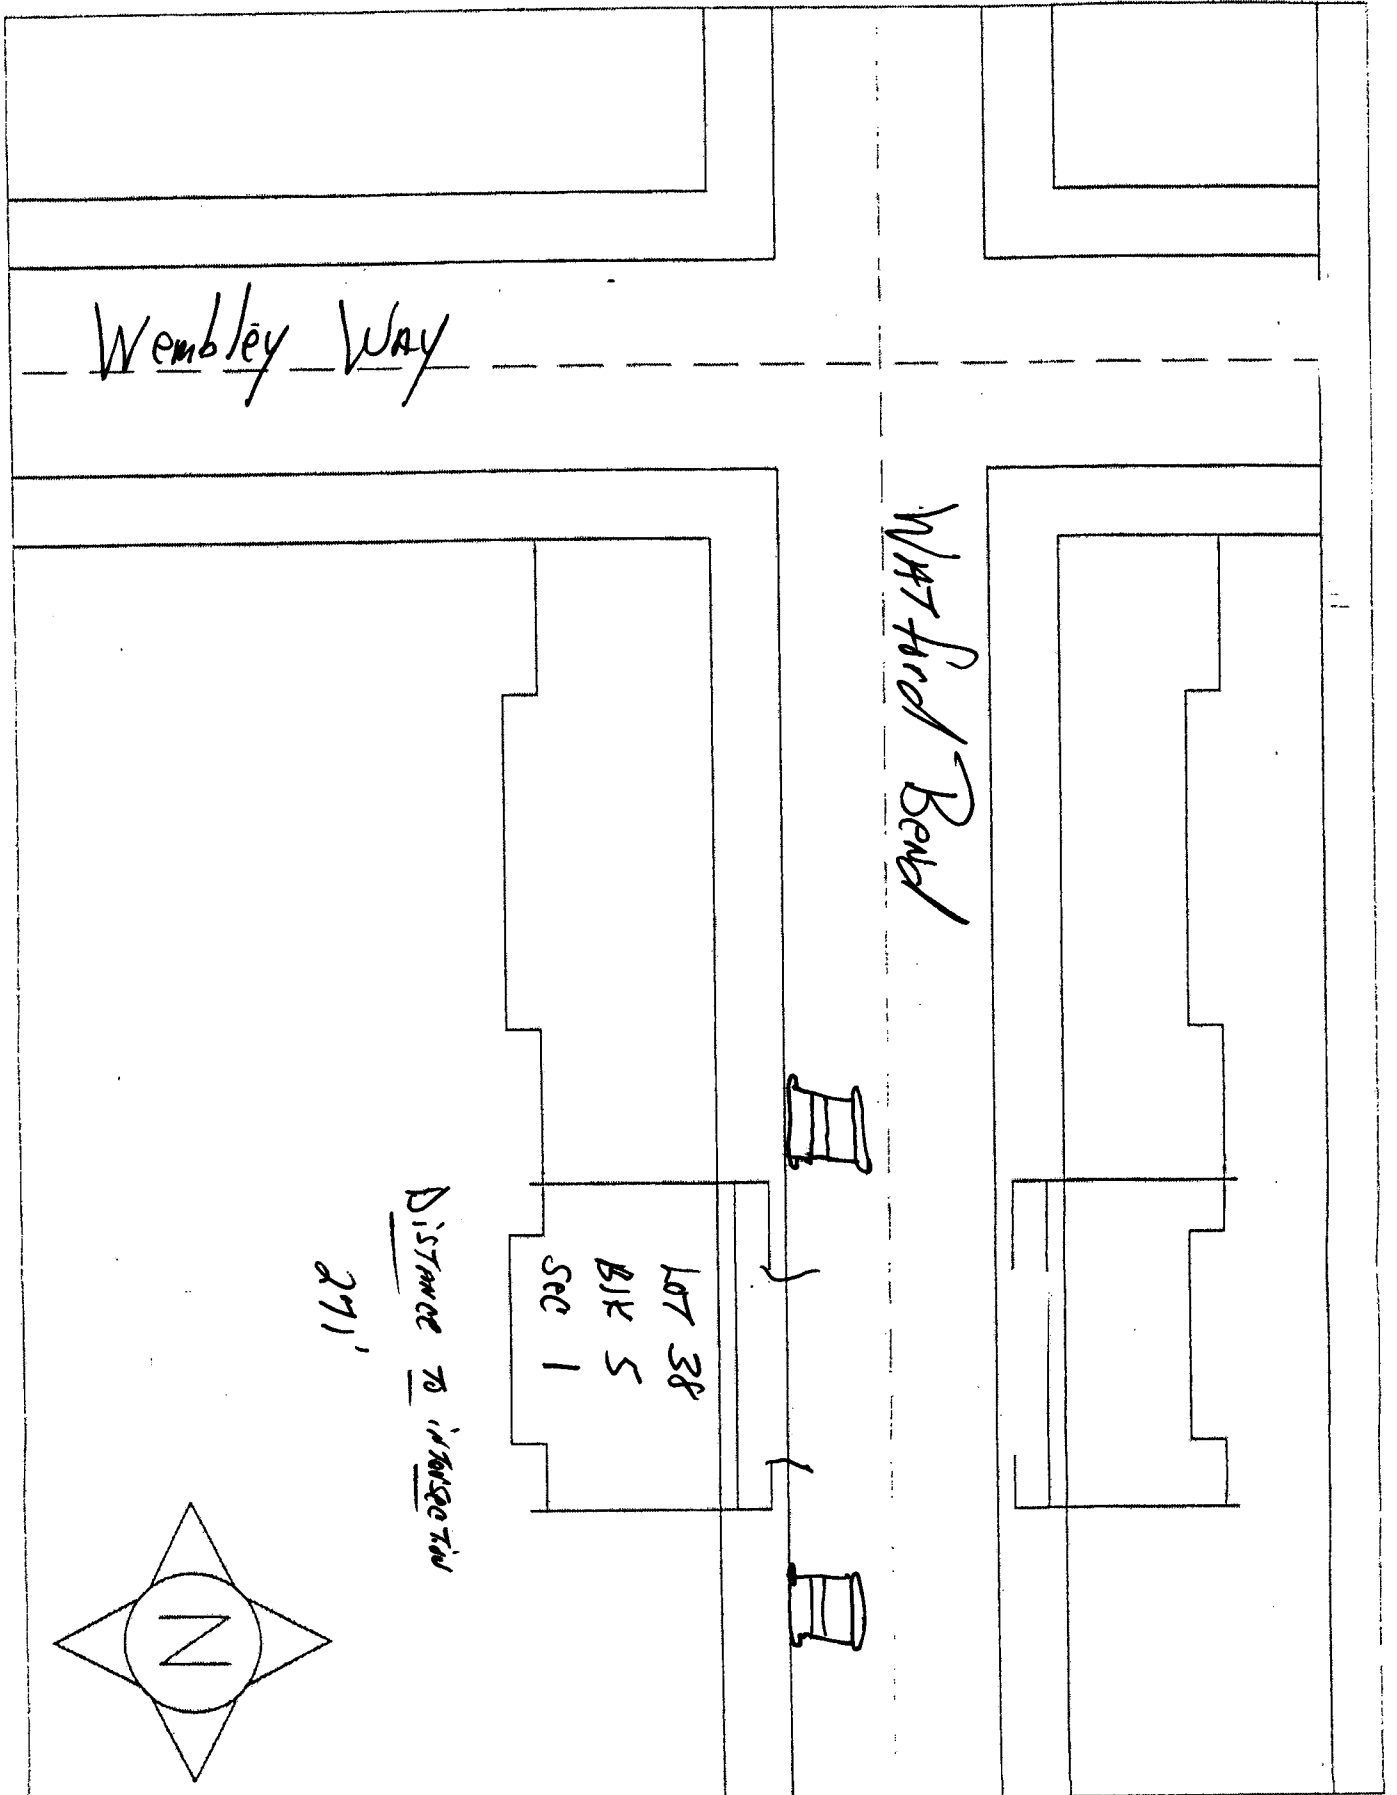 Wembley WAY
WATford Bend
LOT 38
BlK 5
Sec 1
DiSTANCE TO iNTerSecTioN
271'
N